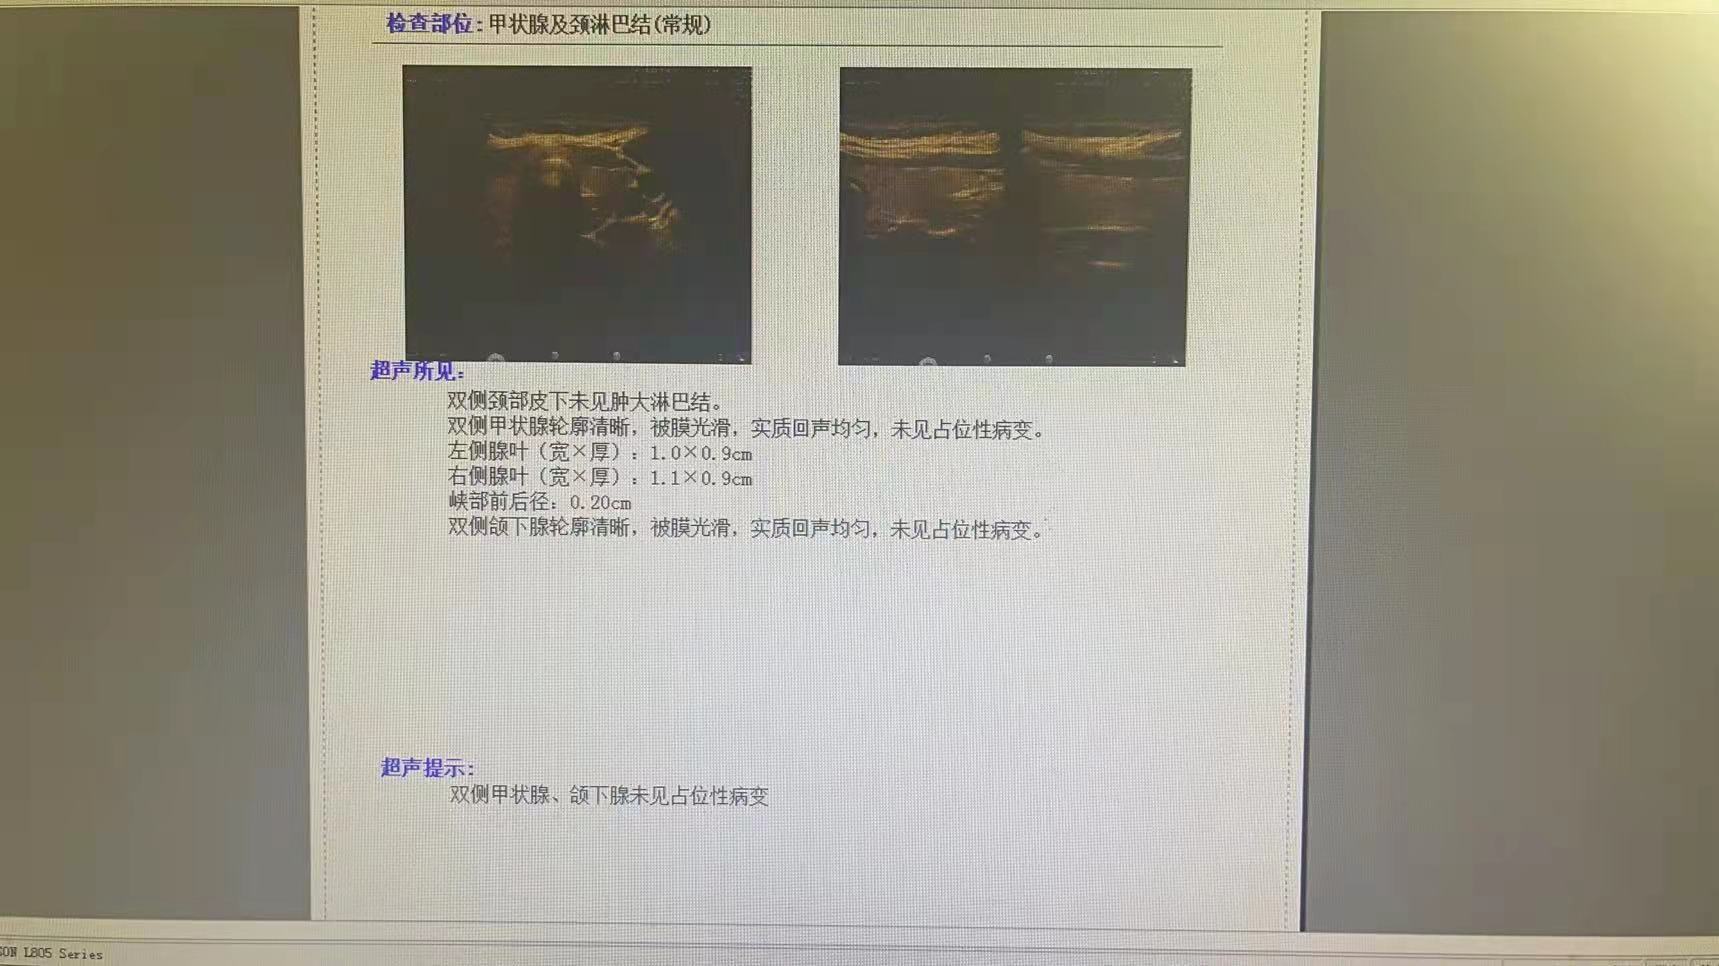 检查部位:甲状腺及颈淋巴结(常规)
超声所见:
双侧颈部皮下未见肿大淋巴结。
双侧甲状腺轮廓清晰，被膜光滑，实质回声均匀，未见占位性病变。
左侧腺叶（宽×厚）：1.0×0.9cm
右侧腺叶（宽×厚）：1.1×0.9cm
峡部前后径：0.20cm
双侧颌下腺轮廓清晰，被膜光滑，实质回声均匀，未见占位性病变。
超声提示:
双侧甲状腺、颌下腺未见占位性病变
L805 Series